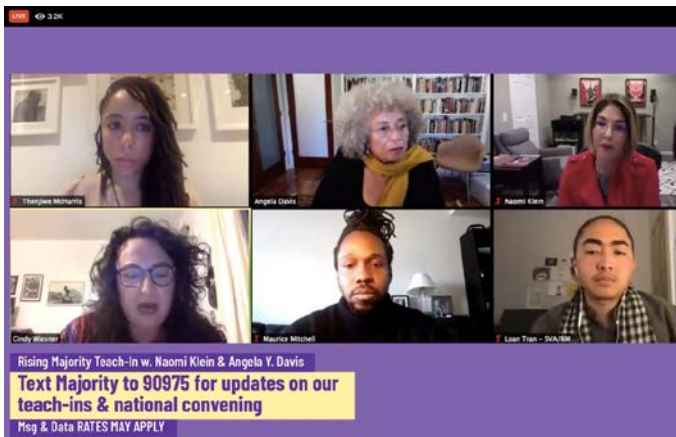 LIVE 3.2K
Thenjiwe McHarris
Angela Davis
Naomi Klein
Cindy Wiesner
Maurice Mitchell
Loan Tran - SVA/RM
Rising Majority Teach-In w. Naomi Klein & Angela Y. Davis
Text Majority to 90975 for updates on our
teach-ins & national convening
Msg & Data RATES MAY APPLY